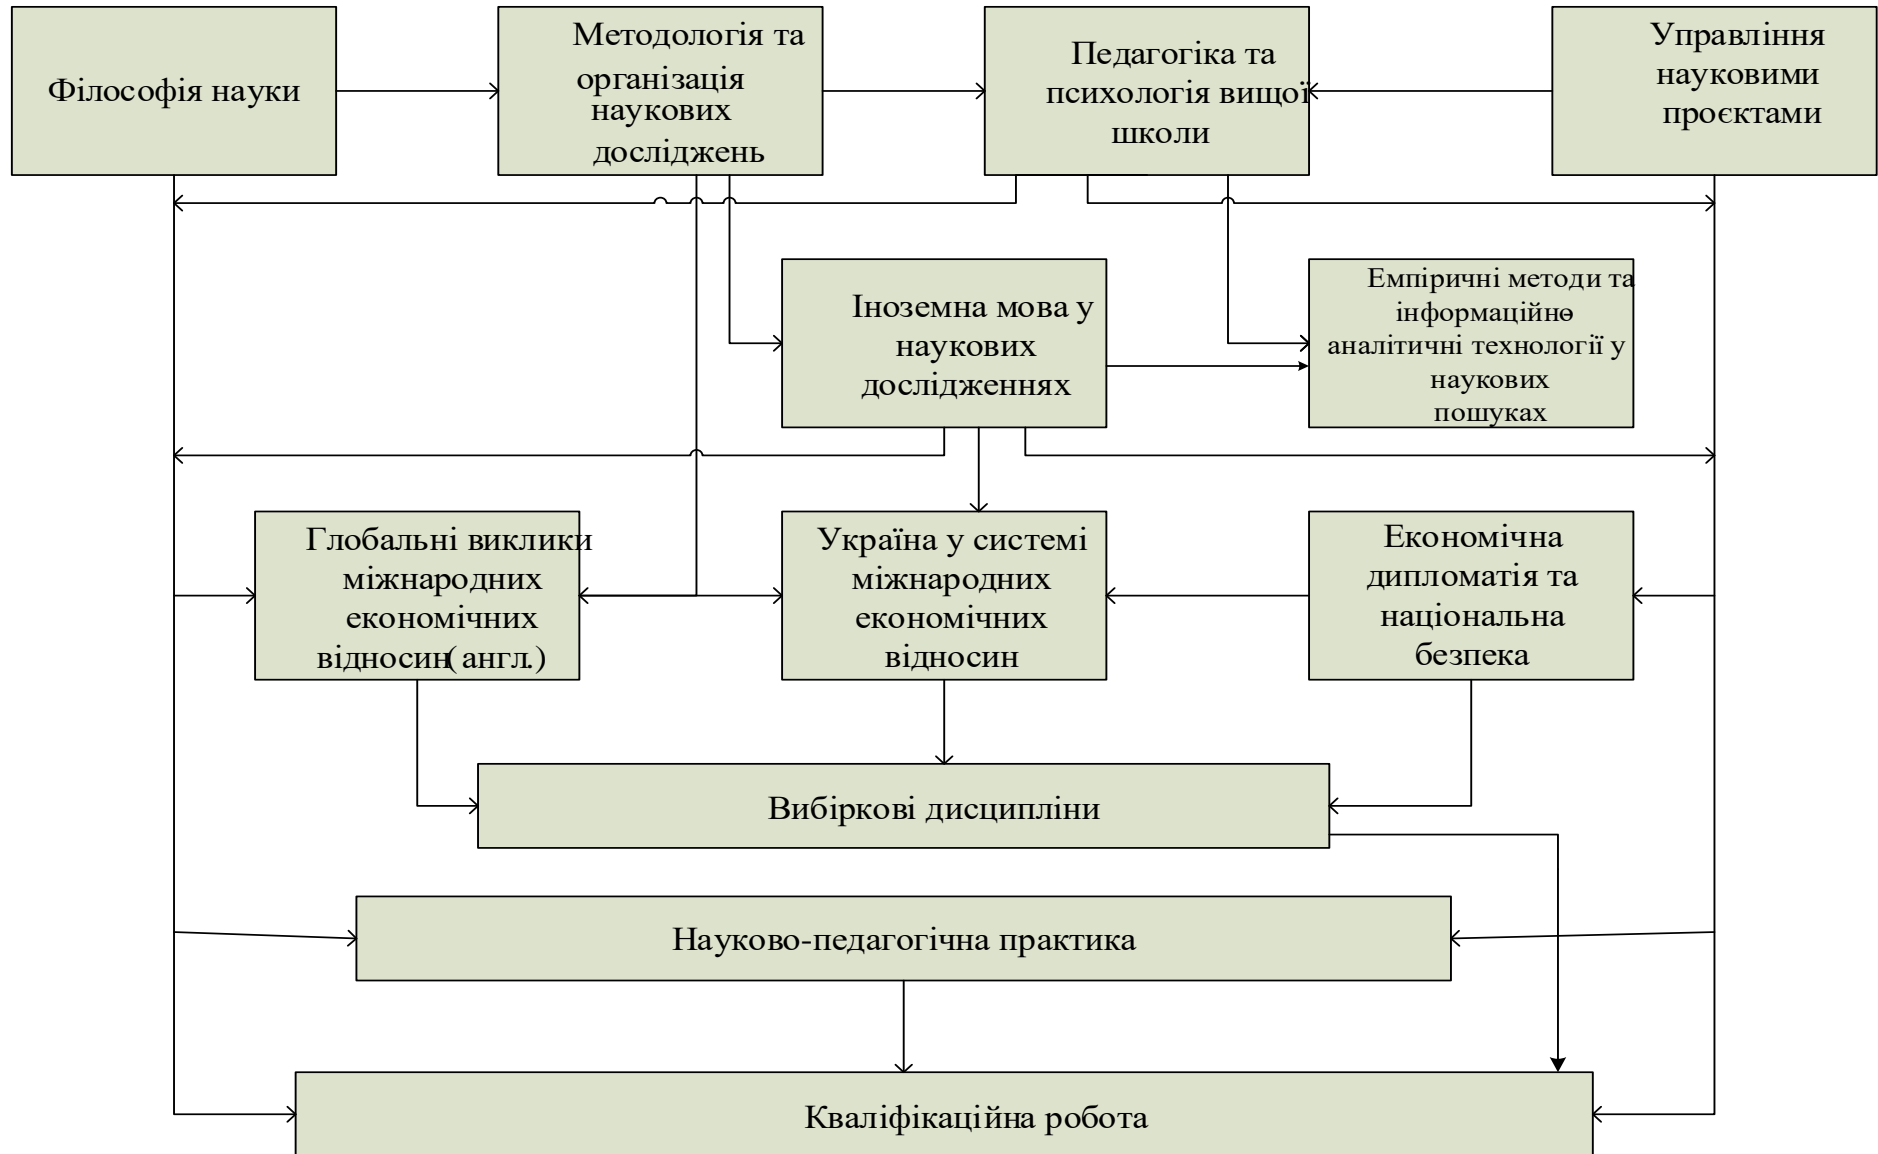 Філософія науки
Методологія та
організація
наукових
досліджень
Педагогіка та
психологія вищої
школи
Управління
науковими
проєктами
Іноземна мова у
наукових
дослідженнях
Емпіричні методи та
інформаційно-
аналітичні технології у
наукових
пошуках
Глобальні виклики
міжнародних
економічних
відносин(англ.)
Україна у системі
міжнародних
економічних
відносин
Економічна
дипломатія та
національна
безпека
Вибіркові дисципліни
Науково-педагогічна практика
Кваліфікаційна робота